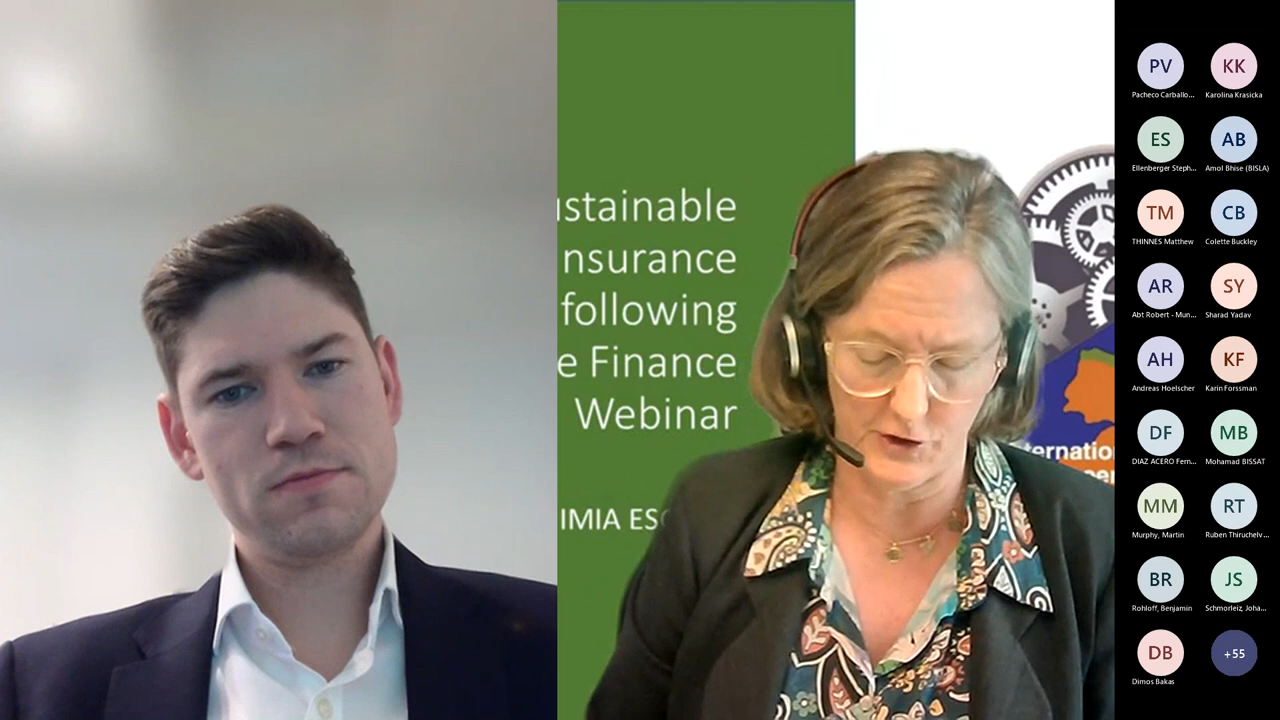 ustainable
nsurance
following
e Finance
Webinar
IMIA ESG
ternation
PV
Pacheco Carballo...
KK
Karolina Krasicka
ES
Ellenberger Steph...
AB
Amol Bhise (BISLA)
TM
THINNES Matthew
CB
Colette Buckley
AR
Abt Robert - Mun...
SY
Sharad Yadav
AH
Andreas Hoelscher
KF
Karin Forssman
DF
DIAZ ACERO Fern...
MB
Mohamad BISSAT
MM
Murphy, Martin
RT
Ruben Thiruchelv...
BR
Rohloff, Benjamin
JS
Schmorleiz, Joha...
DB
Dimos Bakas
+55